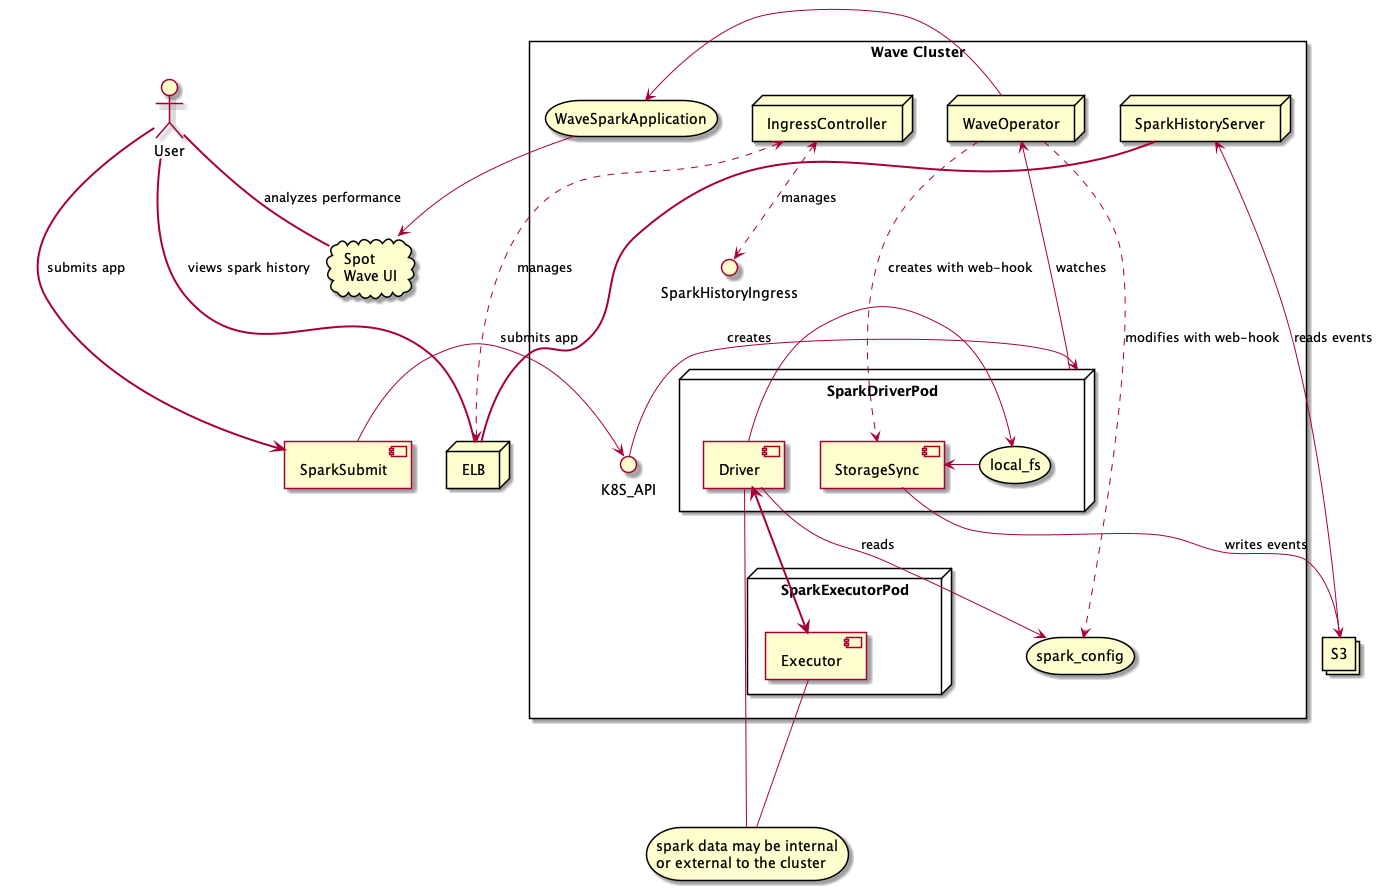 Wave Cluster
WaveSparkApplication
IngressController
WaveOperator
SparkHistoryServer
User
analyzes performance
manages
submits app
views spark history
Spot
Wave UI
manages
creates with web-hook
watches
SparkHistoryIngress
submits app
creates
modifies with web-hook
reads events
SparkDriverPod
SparkSubmit
ELB
K8S_API
Driver
StorageSync
local_fs
reads
writes events
SparkExecutorPod
Executor
spark_config
S3
spark data may be internal
or external to the cluster